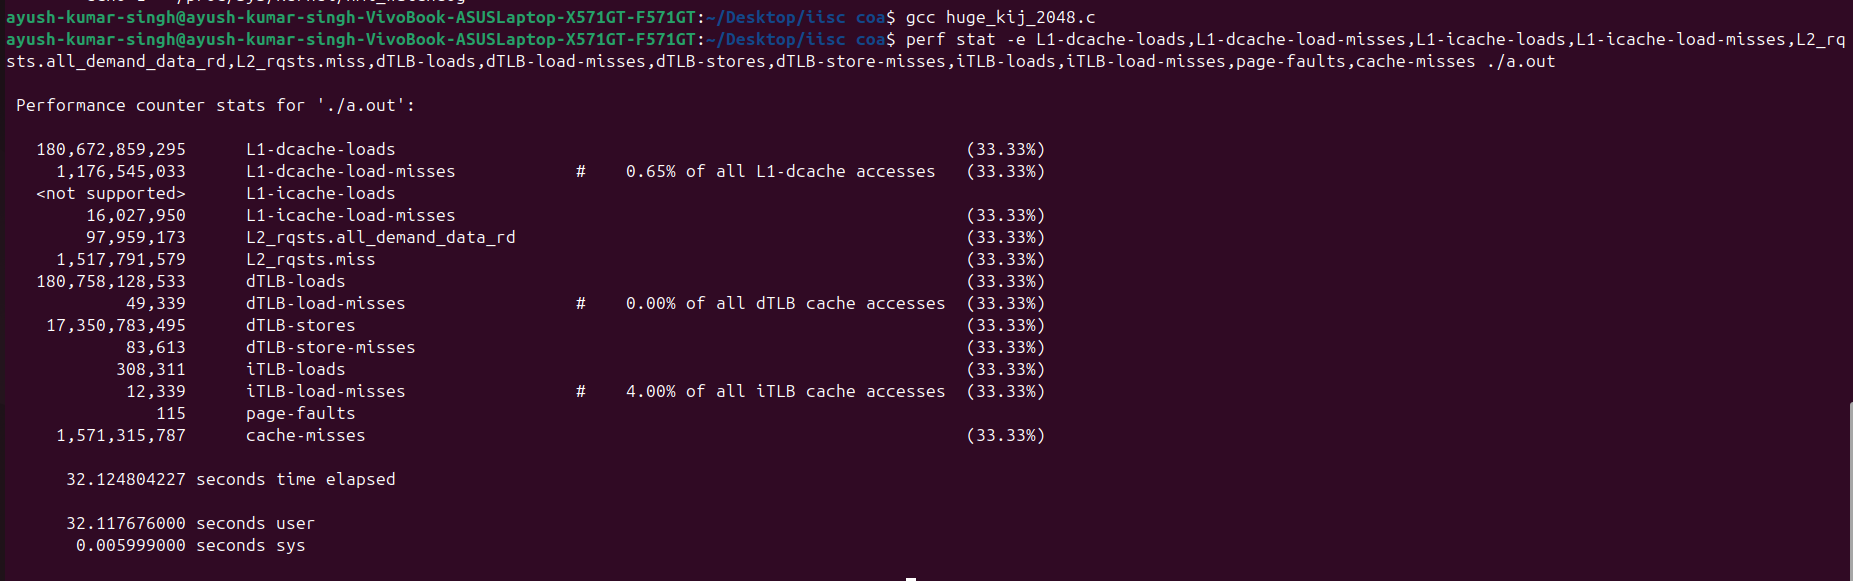 ayush-kumar-singh@ayush-kumar-singh-VivoBook-ASUSLaptop-X571GT-F571GT:~/Desktop/iisc coa$ gcc huge_kij_2048.c
ayush-kumar-singh@ayush-kumar-singh-VivoBook-ASUSLaptop-X571GT-F571GT:~/Desktop/iisc coa$ perf stat -e L1-dcache-loads,L1-dcache-load-misses,L1-icache-loads,L1-icache-load-misses,L2_rq
sts.all_demand_data_rd,L2_rqsts.miss,dTLB-loads,dTLB-load-misses,dTLB-stores,dTLB-store-misses,iTLB-loads,iTLB-load-misses,page-faults,cache-misses ./a.out
Performance counter stats for './a.out':
180,672,859,295 L1-dcache-loads (33.33%)
1,176,545,033 L1-dcache-load-misses # 0.65% of all L1-dcache accesses (33.33%)
<not supported> L1-icache-loads
16,027,950 L1-icache-load-misses (33.33%)
97,959,173 L2_rqsts.all_demand_data_rd (33.33%)
1,517,791,579 L2_rqsts.miss (33.33%)
180,758,128,533 dTLB-loads (33.33%)
49,339 dTLB-load-misses # 0.00% of all dTLB cache accesses (33.33%)
17,350,783,495 dTLB-stores (33.33%)
83,613 dTLB-store-misses (33.33%)
308,311 iTLB-loads (33.33%)
12,339 iTLB-load-misses # 4.00% of all iTLB cache accesses (33.33%)
115 page-faults
1,571,315,787 cache-misses (33.33%)
32.124804227 seconds time elapsed
32.117676000 seconds user
0.005999000 seconds sys